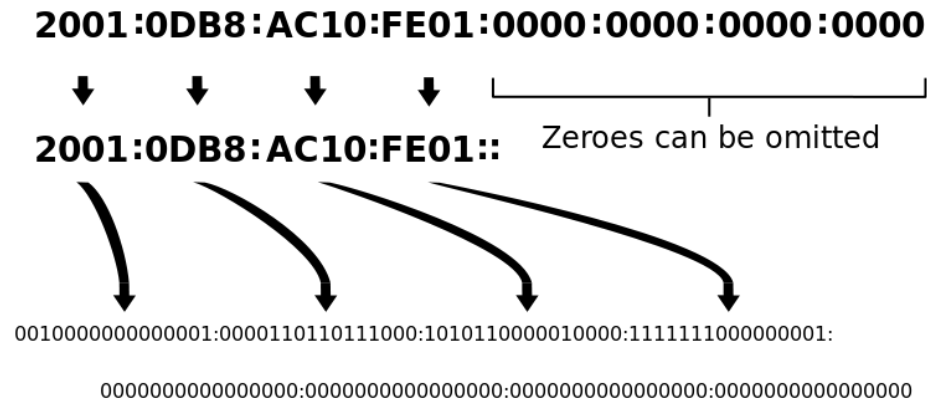 2001:0DB8:AC10:FE01:0000:0000:0000:0000
Zeroes can be omitted
2001:0DB8:AC10:FE01::
0010000000000001:0000110110111000:1010110000010000:1111111000000001:
0000000000000000:0000000000000000:0000000000000000:0000000000000000